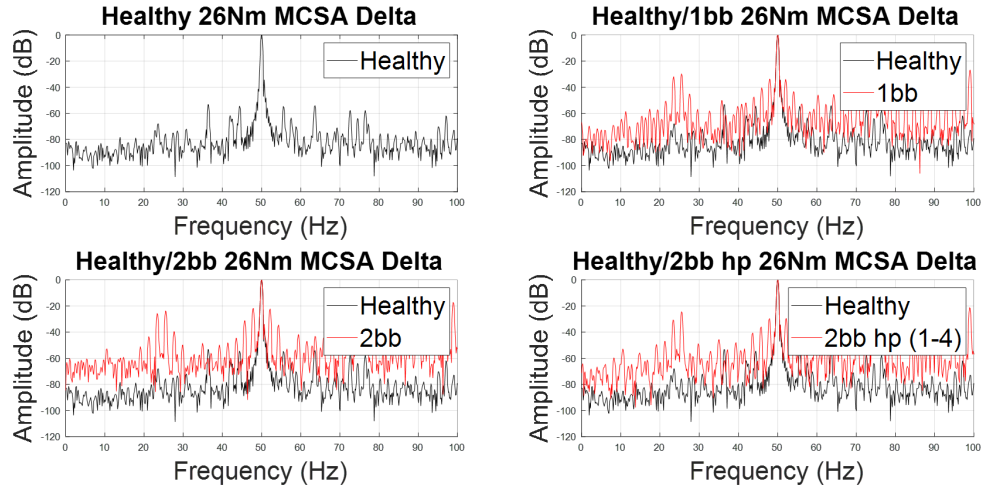 Healthy 26Nm MCSA Delta
Amplitude (dB)
0
-20
-40
-60
-80
-100
-120
Healthy
0 10 20 30 40 50 60 70 80 90 100
Frequency (Hz)
Healthy/1bb 26Nm MCSA Delta
Amplitude (dB)
0
-20
-40
-60
-80
-100
-120
Healthy
1bb
0 10 20 30 40 50 60 70 80 90 100
Frequency (Hz)
Healthy/2bb 26Nm MCSA Delta
Amplitude (dB)
0
-20
-40
-60
-80
-100
-120
Healthy
2bb
0 10 20 30 40 50 60 70 80 90 100
Frequency (Hz)
Healthy/2bb hp 26Nm MCSA Delta
Amplitude (dB)
0
-20
-40
-60
-80
-100
-120
Healthy
2bb hp (1-4)
0 10 20 30 40 50 60 70 80 90 100
Frequency (Hz)